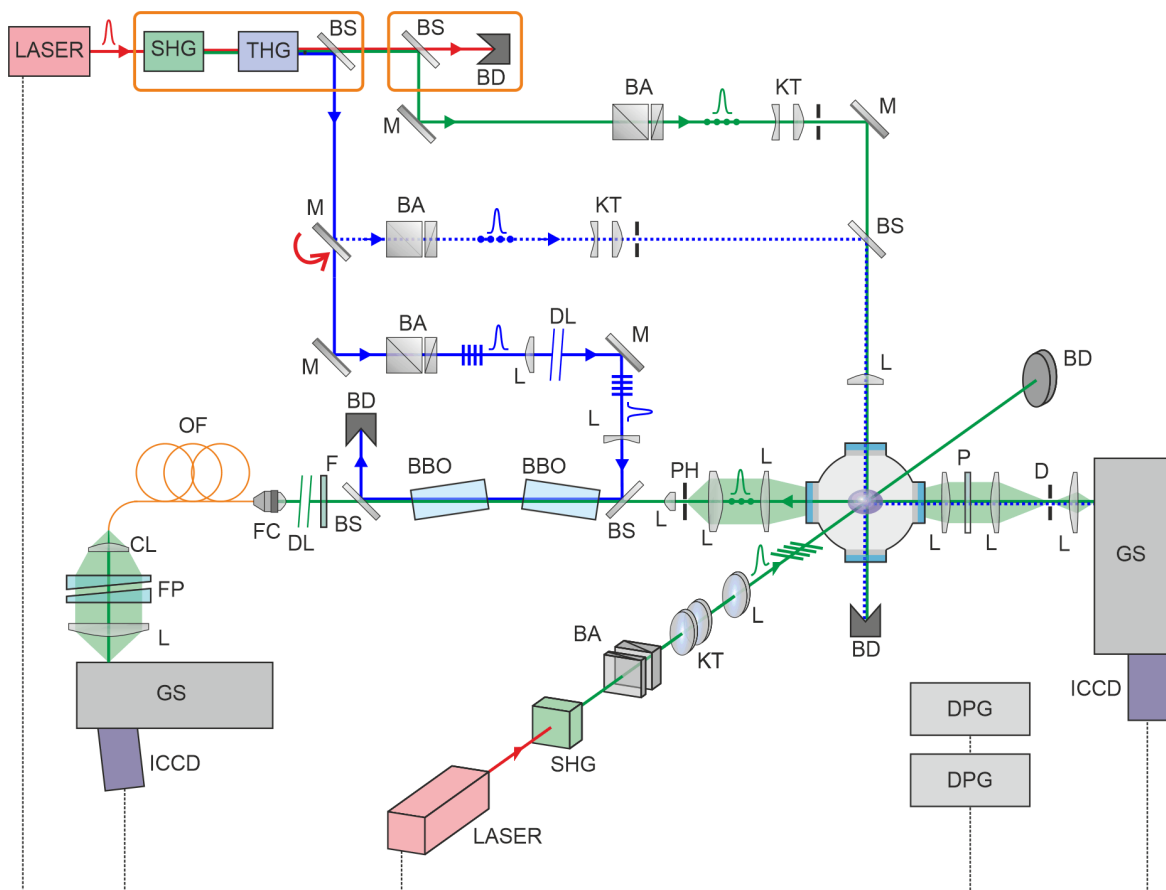 LASER
SHG
THG
BS
BS
BD
M
BA
KT
M
M
BA
KT
BS
M
BA
L
DL
M
L
BD
L
BD
OF
F
BBO
BBO
PH
L
P
D
FC
DL
BS
BS
L
L
L
L
L
GS
CL
FP
L
BA
KT
L
BD
GS
ICCD
ICCD
SHG
LASER
DPG
DPG